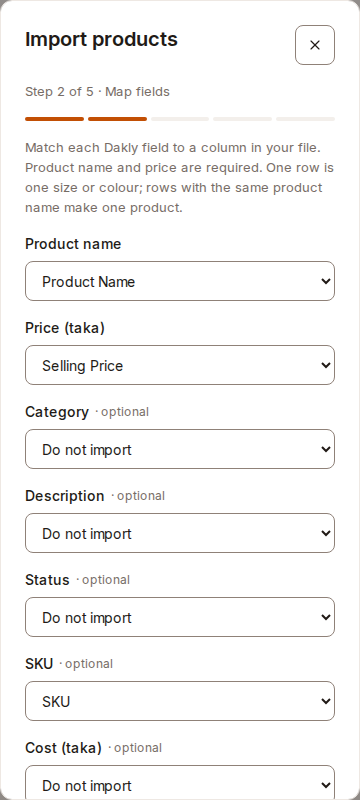 Import products
×
Step 2 of 5 · Map fields
Match each Dakly field to a column in your file.
Product name and price are required. One row is
one size or colour; rows with the same product
name make one product.
Product name
Product Name
Price (taka)
Selling Price
Category · optional
Do not import
Description · optional
Do not import
Status · optional
Do not import
SKU · optional
SKU
Cost (taka) · optional
Do not import